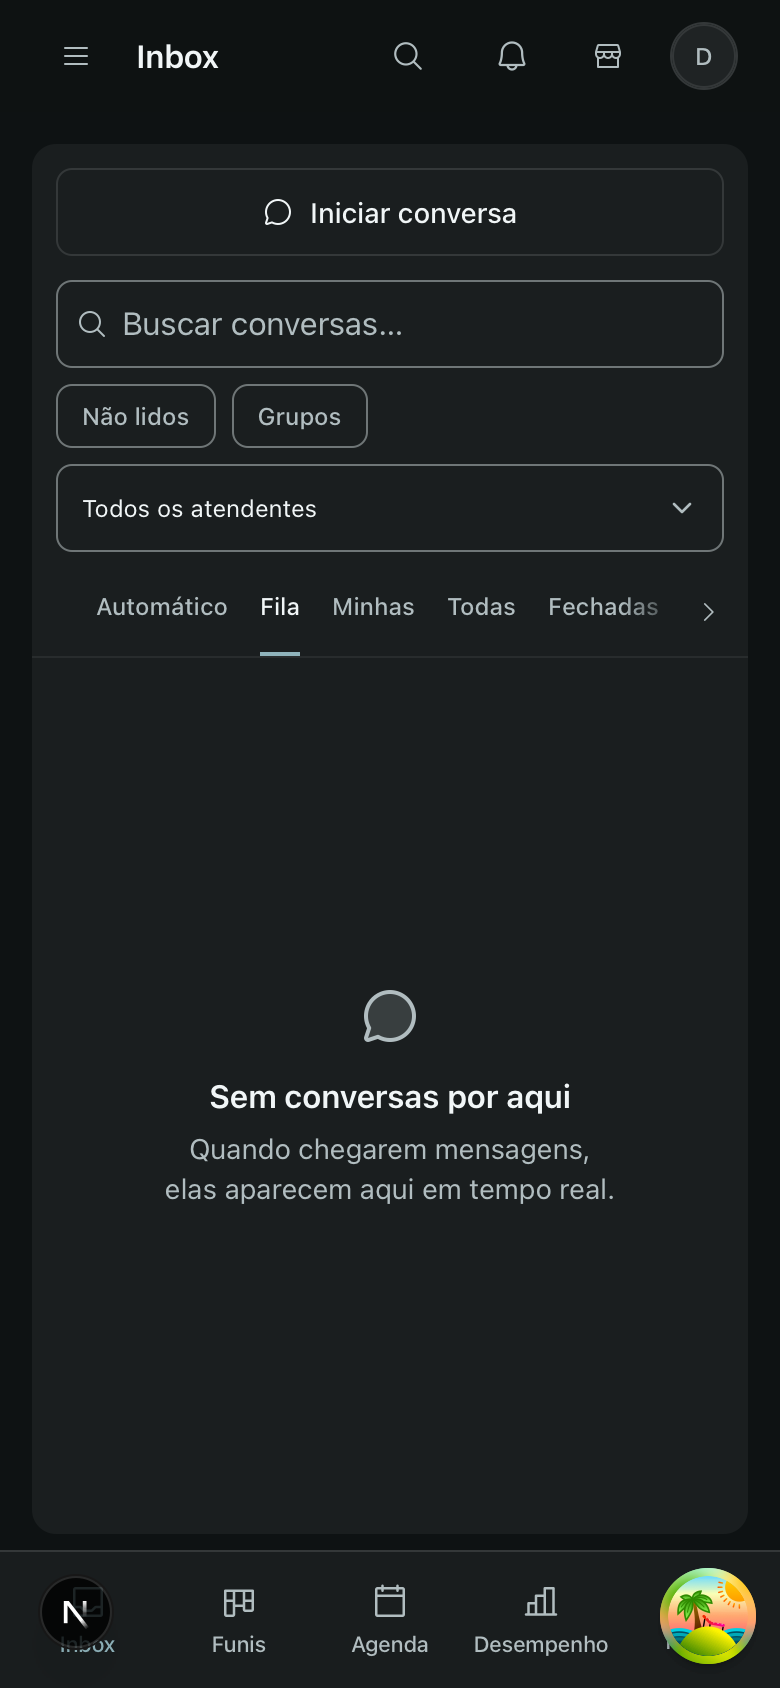 Inbox
D
Iniciar conversa
Buscar conversas...
Não lidos
Grupos
Todos os atendentes
Automático
Fila
Minhas
Todas
Fechadas
Sem conversas por aqui
Quando chegarem mensagens,
elas aparecem aqui em tempo real.
N
Inbox
Funis
Agenda
Desempenho